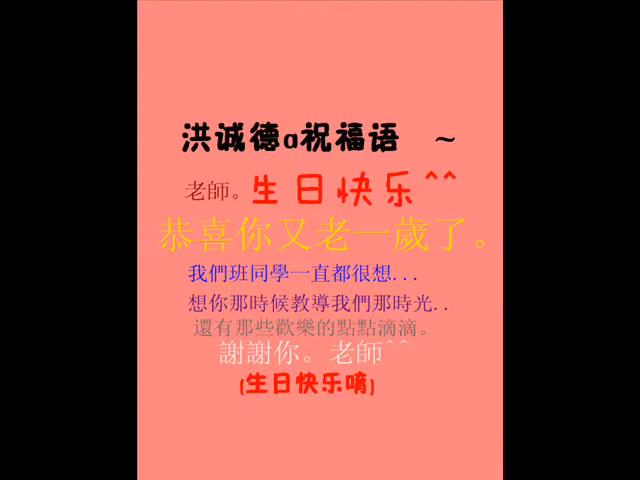 洪诚德α祝福语 ~
老師。生日快乐^^
恭喜你又老一歲了。
我們班同學一直都很想...
想你那時候教導我們那時光..
還有那些歡樂的點點滴滴。
謝謝你。老師^^
(生日快乐唷)